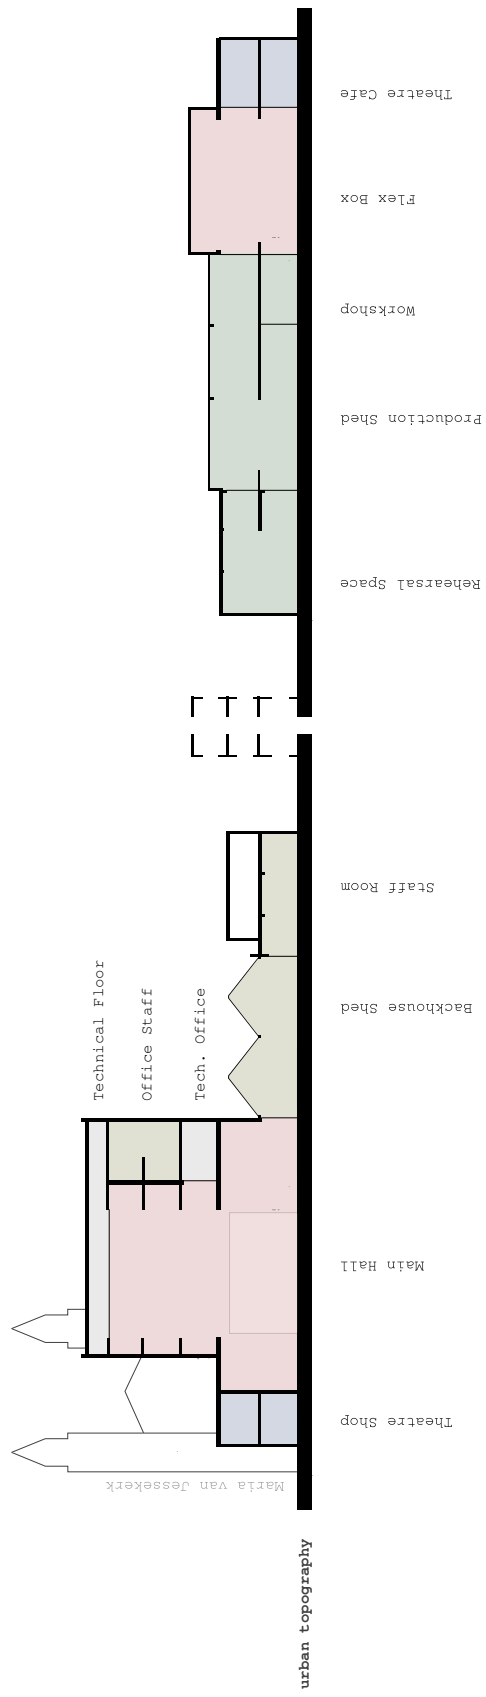 Theatre Cafe
Flex Box
Workshop
Production Shed
Rehearsal Space
Staff Room
Backhouse Shed
Technical Floor
Office Staff
Tech. Office
Main Hall
Theatre Shop
Maria van Jessekerk
urban topography